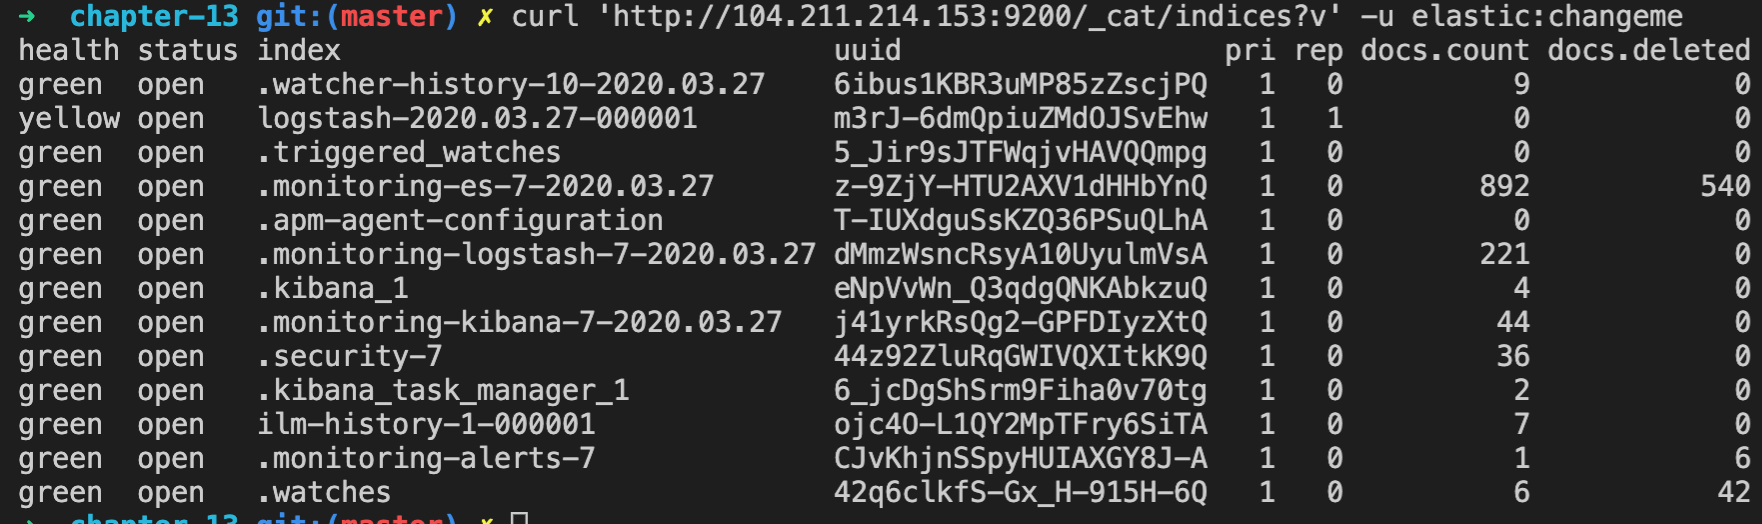 → chapter-13 git:(master) ✗ curl 'http://104.211.214.153:9200/_cat/indices?v' -u elastic:changeme
health status index uuid pri rep docs.count docs.deleted
green open .watcher-history-10-2020.03.27 6ibus1KBR3uMP85zZscjPQ 1 0 9 0
yellow open logstash-2020.03.27-000001 m3rJ-6dmQpiuZMdOJSvEhw 1 1 0 0
green open .triggered_watches 5_Jir9sJTFWqjvHAVQQmpg 1 0 0 0
green open .monitoring-es-7-2020.03.27 z-9ZjY-HTU2AXV1dHHbYnQ 1 0 892 540
green open .apm-agent-configuration T-IUXdguSsKZQ36PSuQLhA 1 0 0 0
green open .monitoring-logstash-7-2020.03.27 dMmzWsncRsyA10UyulmVsA 1 0 221 0
green open .kibana_1 eNpVvWn_Q3qdgQNKAbkzuQ 1 0 4 0
green open .monitoring-kibana-7-2020.03.27 j41yrkRsQg2-GPFDIyzXtQ 1 0 44 0
green open .security-7 44z92ZluRqGWIVQXItkK9Q 1 0 36 0
green open .kibana_task_manager_1 6_jcDgShSrm9Fiha0v70tg 1 0 2 0
green open ilm-history-1-000001 ojc4O-L1QY2MpTFry6SiTA 1 0 7 0
green open .monitoring-alerts-7 CJvKhjnSSpyHUIAXGY8J-A 1 0 1 6
green open .watches 42q6clkfS-Gx_H-915H-6Q 1 0 6 42
→ chapter-13 git:(master) ✗